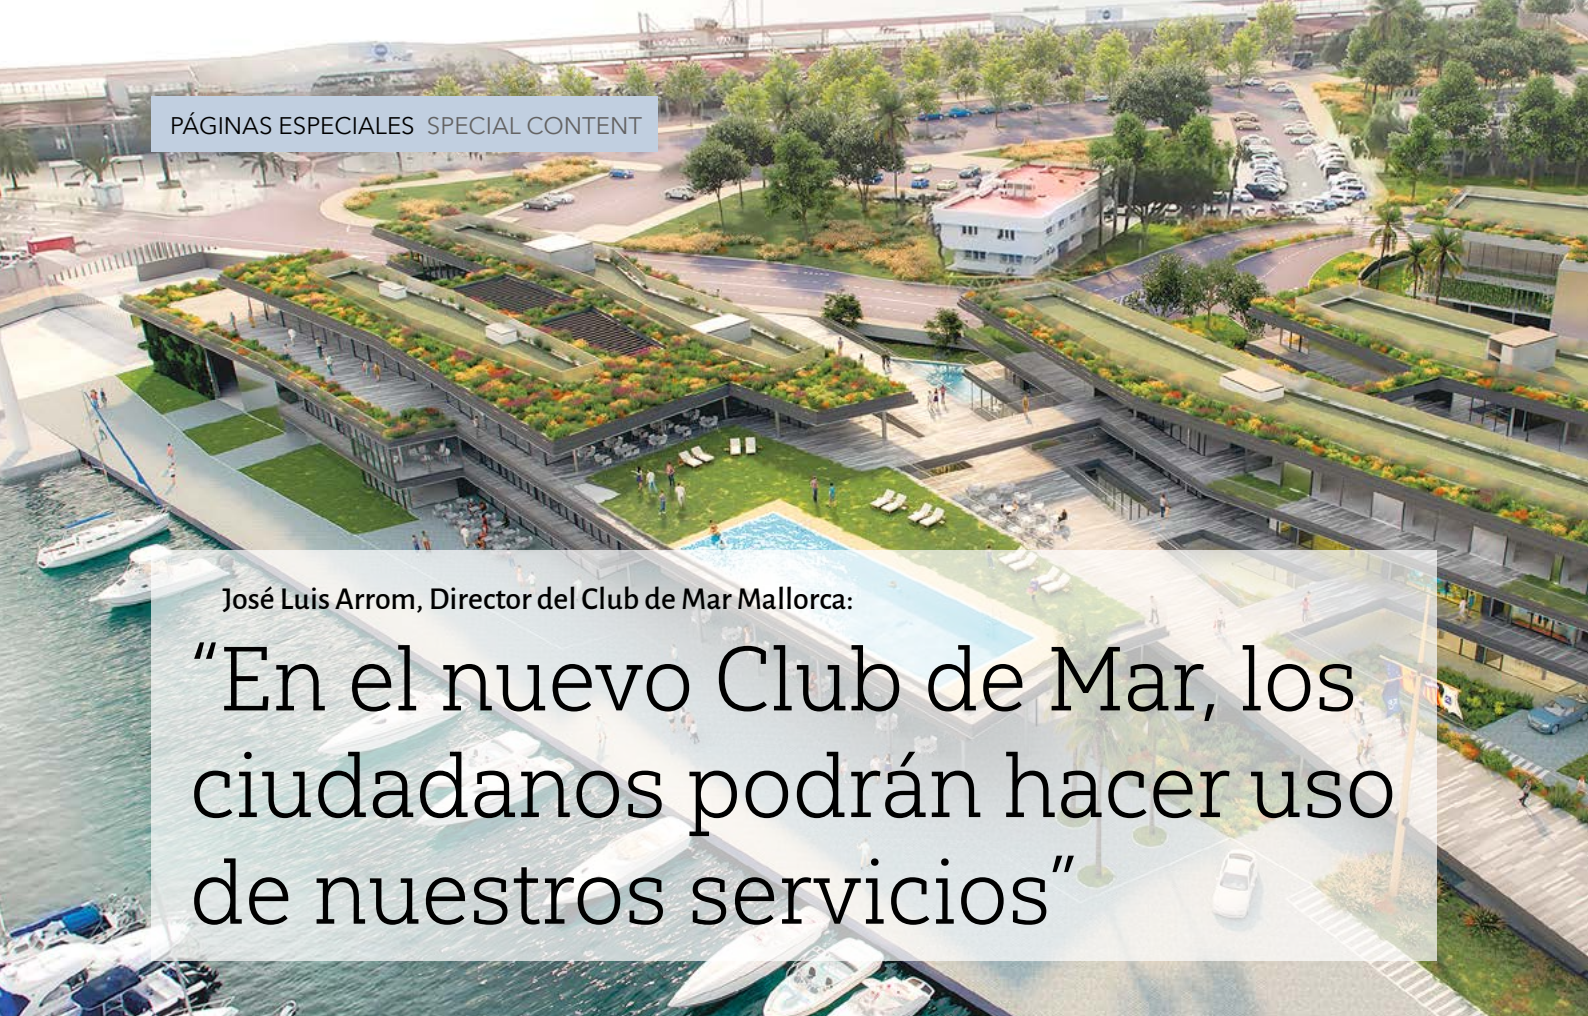 PÁGINAS ESPECIALES SPECIAL CONTENT
José Luis Arrom, Director del Club de Mar Mallorca:
“En el nuevo Club de Mar, los
ciudadanos podrán hacer uso
de nuestros servicios”